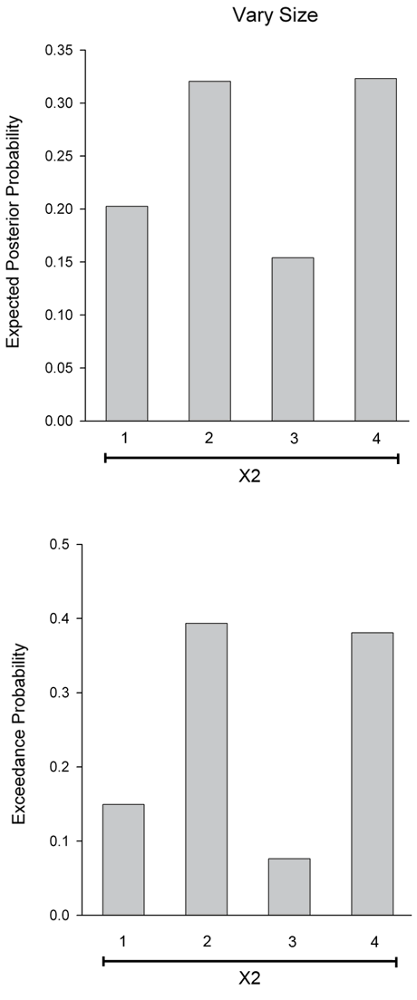 Vary Size
Expected Posterior Probability
0.35
0.30
0.25
0.20
0.15
0.10
0.05
0.00
1 2 3 4
X2
Exceedance Probability
0.5
0.4
0.3
0.2
0.1
0.0
1 2 3 4
X2